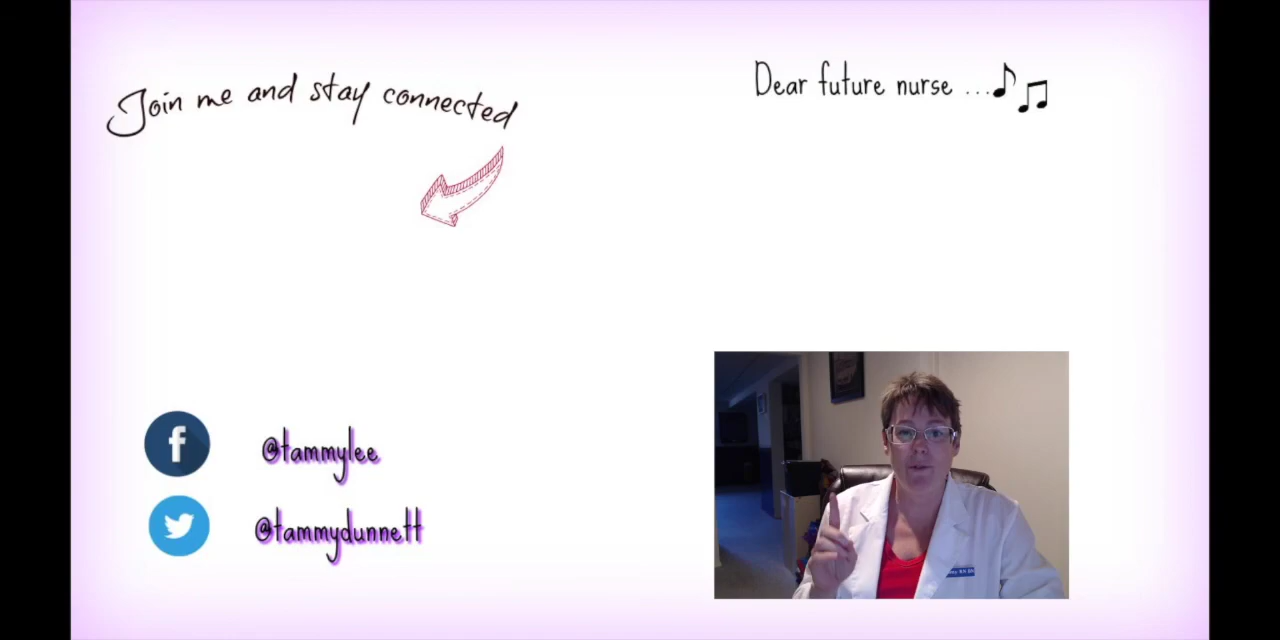 Join me and stay connected
Dear future nurse ...
@tammylee
@tammydunnett